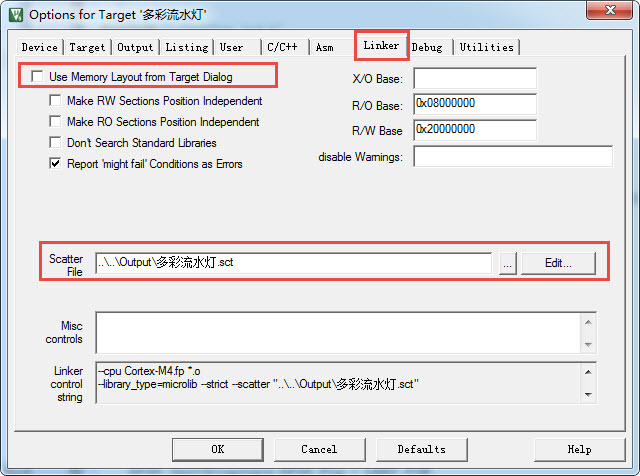 Options for Target '多彩流水灯'
Device Target Output Listing User C/C++ Asm Linker Debug Utilities
Use Memory Layout from Target Dialog
Make RW Sections Position Independent
Make RO Sections Position Independent
Don't Search Standard Libraries
Report 'might fail' Conditions as Errors
X/O Base:
R/O Base: 0x08000000
R/W Base 0x20000000
disable Warnings:
Scatter
File
..\..\Output\多彩流水灯.sct
...
Edit...
Misc
controls
Linker
control
string
--cpu Cortex-M4.fp *.o
--library_type=microlib --strict --scatter "..\..\Output\多彩流水灯.sct"
OK Cancel Defaults Help